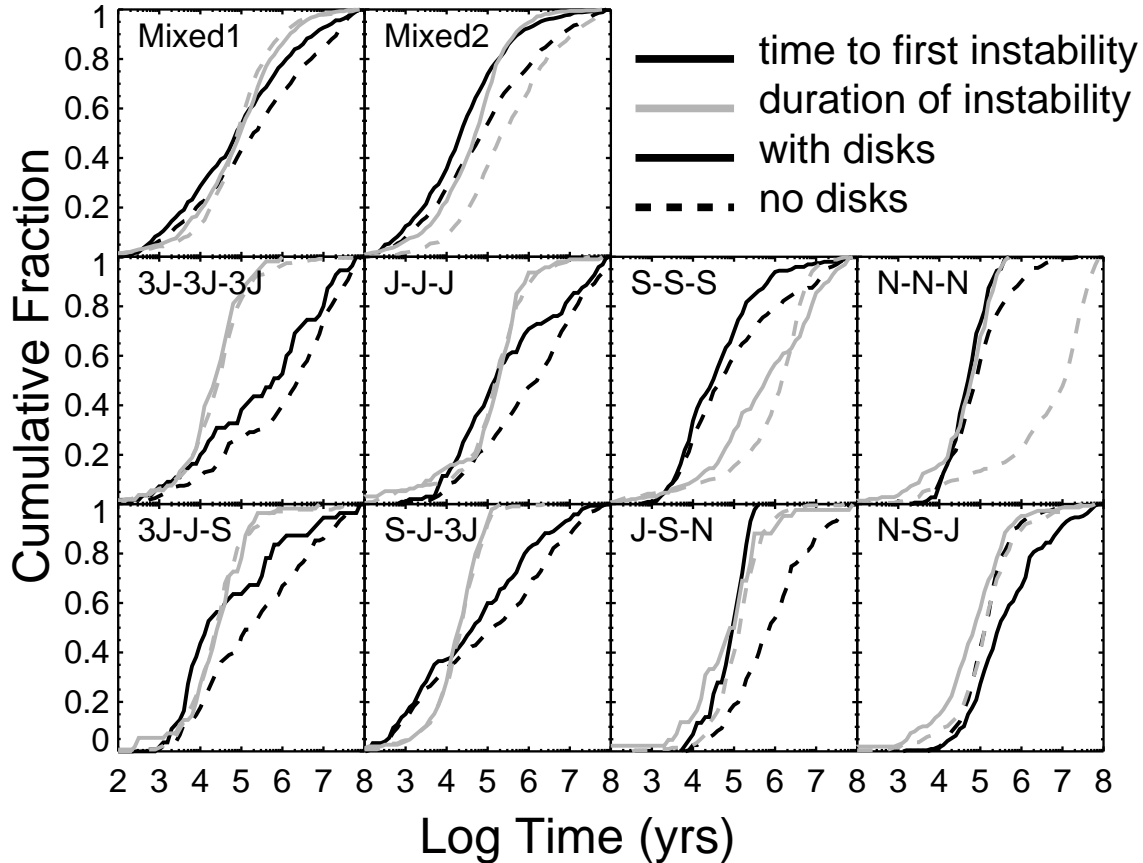 1
0.8
0.6
0.4
0.2
Mixed1
Mixed2
time to first instability
duration of instability
with disks
no disks
1
0.8
0.6
0.4
0.2
3J-3J-3J
J-J-J
S-S-S
N-N-N
1
0.8
0.6
0.4
0.2
0
3J-J-S
S-J-3J
J-S-N
N-S-J
Cumulative Fraction
2 3 4 5 6 7 8 3 4 5 6 7 8 3 4 5 6 7 8 3 4 5 6 7 8
Log Time (yrs)